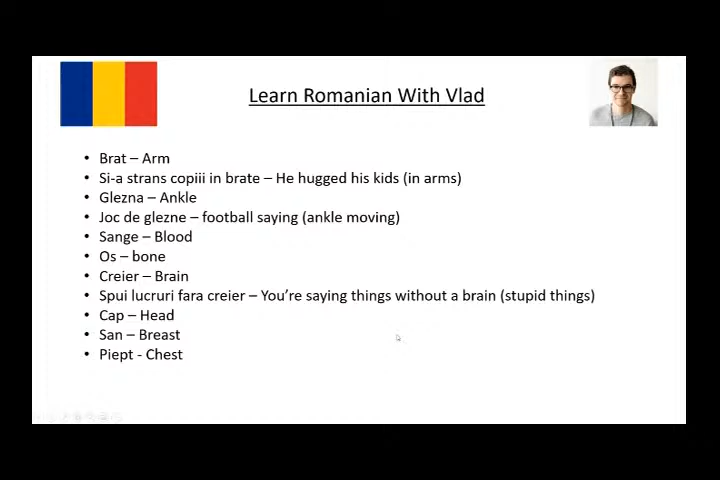 Learn Romanian With Vlad
• Brat – Arm
• Si-a strans copiii in brate – He hugged his kids (in arms)
• Glezna – Ankle
• Joc de glezne – football saying (ankle moving)
• Sange – Blood
• Os – bone
• Creier – Brain
• Spui lucruri fara creier – You're saying things without a brain (stupid things)
• Cap – Head
• San – Breast
• Piept - Chest